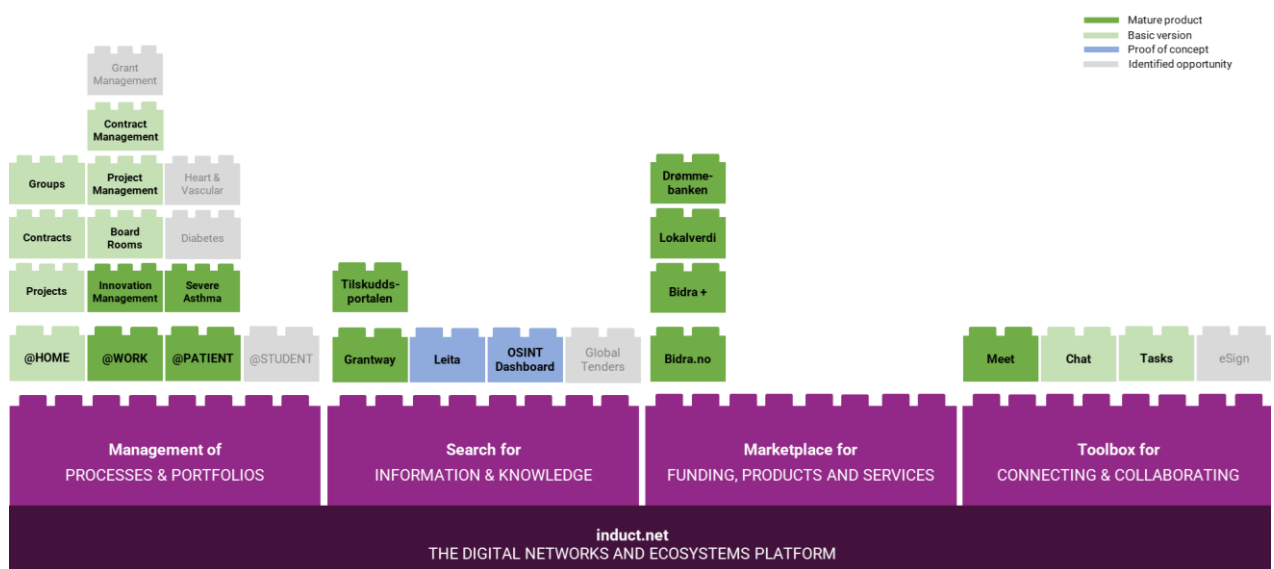 Mature product
Basic version
Proof of concept
Identified opportunity
Grant
Management
Contract
Management
Groups
Project
Management
Heart &
Vascular
Contracts
Board
Rooms
Diabetes
Projects
Innovation
Management
Severe
Asthma
@HOME
@WORK
@PATIENT
@STUDENT
Tilskudds-
portalen
Grantway
Leita
OSINT
Dashboard
Global
Tenders
Drømme-
banken
Lokalverdi
Bidra +
Bidra.no
Meet
Chat
Tasks
eSign
Management of
PROCESSES & PORTFOLIOS
Search for
INFORMATION & KNOWLEDGE
Marketplace for
FUNDING, PRODUCTS AND SERVICES
Toolbox for
CONNECTING & COLLABORATING
induct.net
THE DIGITAL NETWORKS AND ECOSYSTEMS PLATFORM